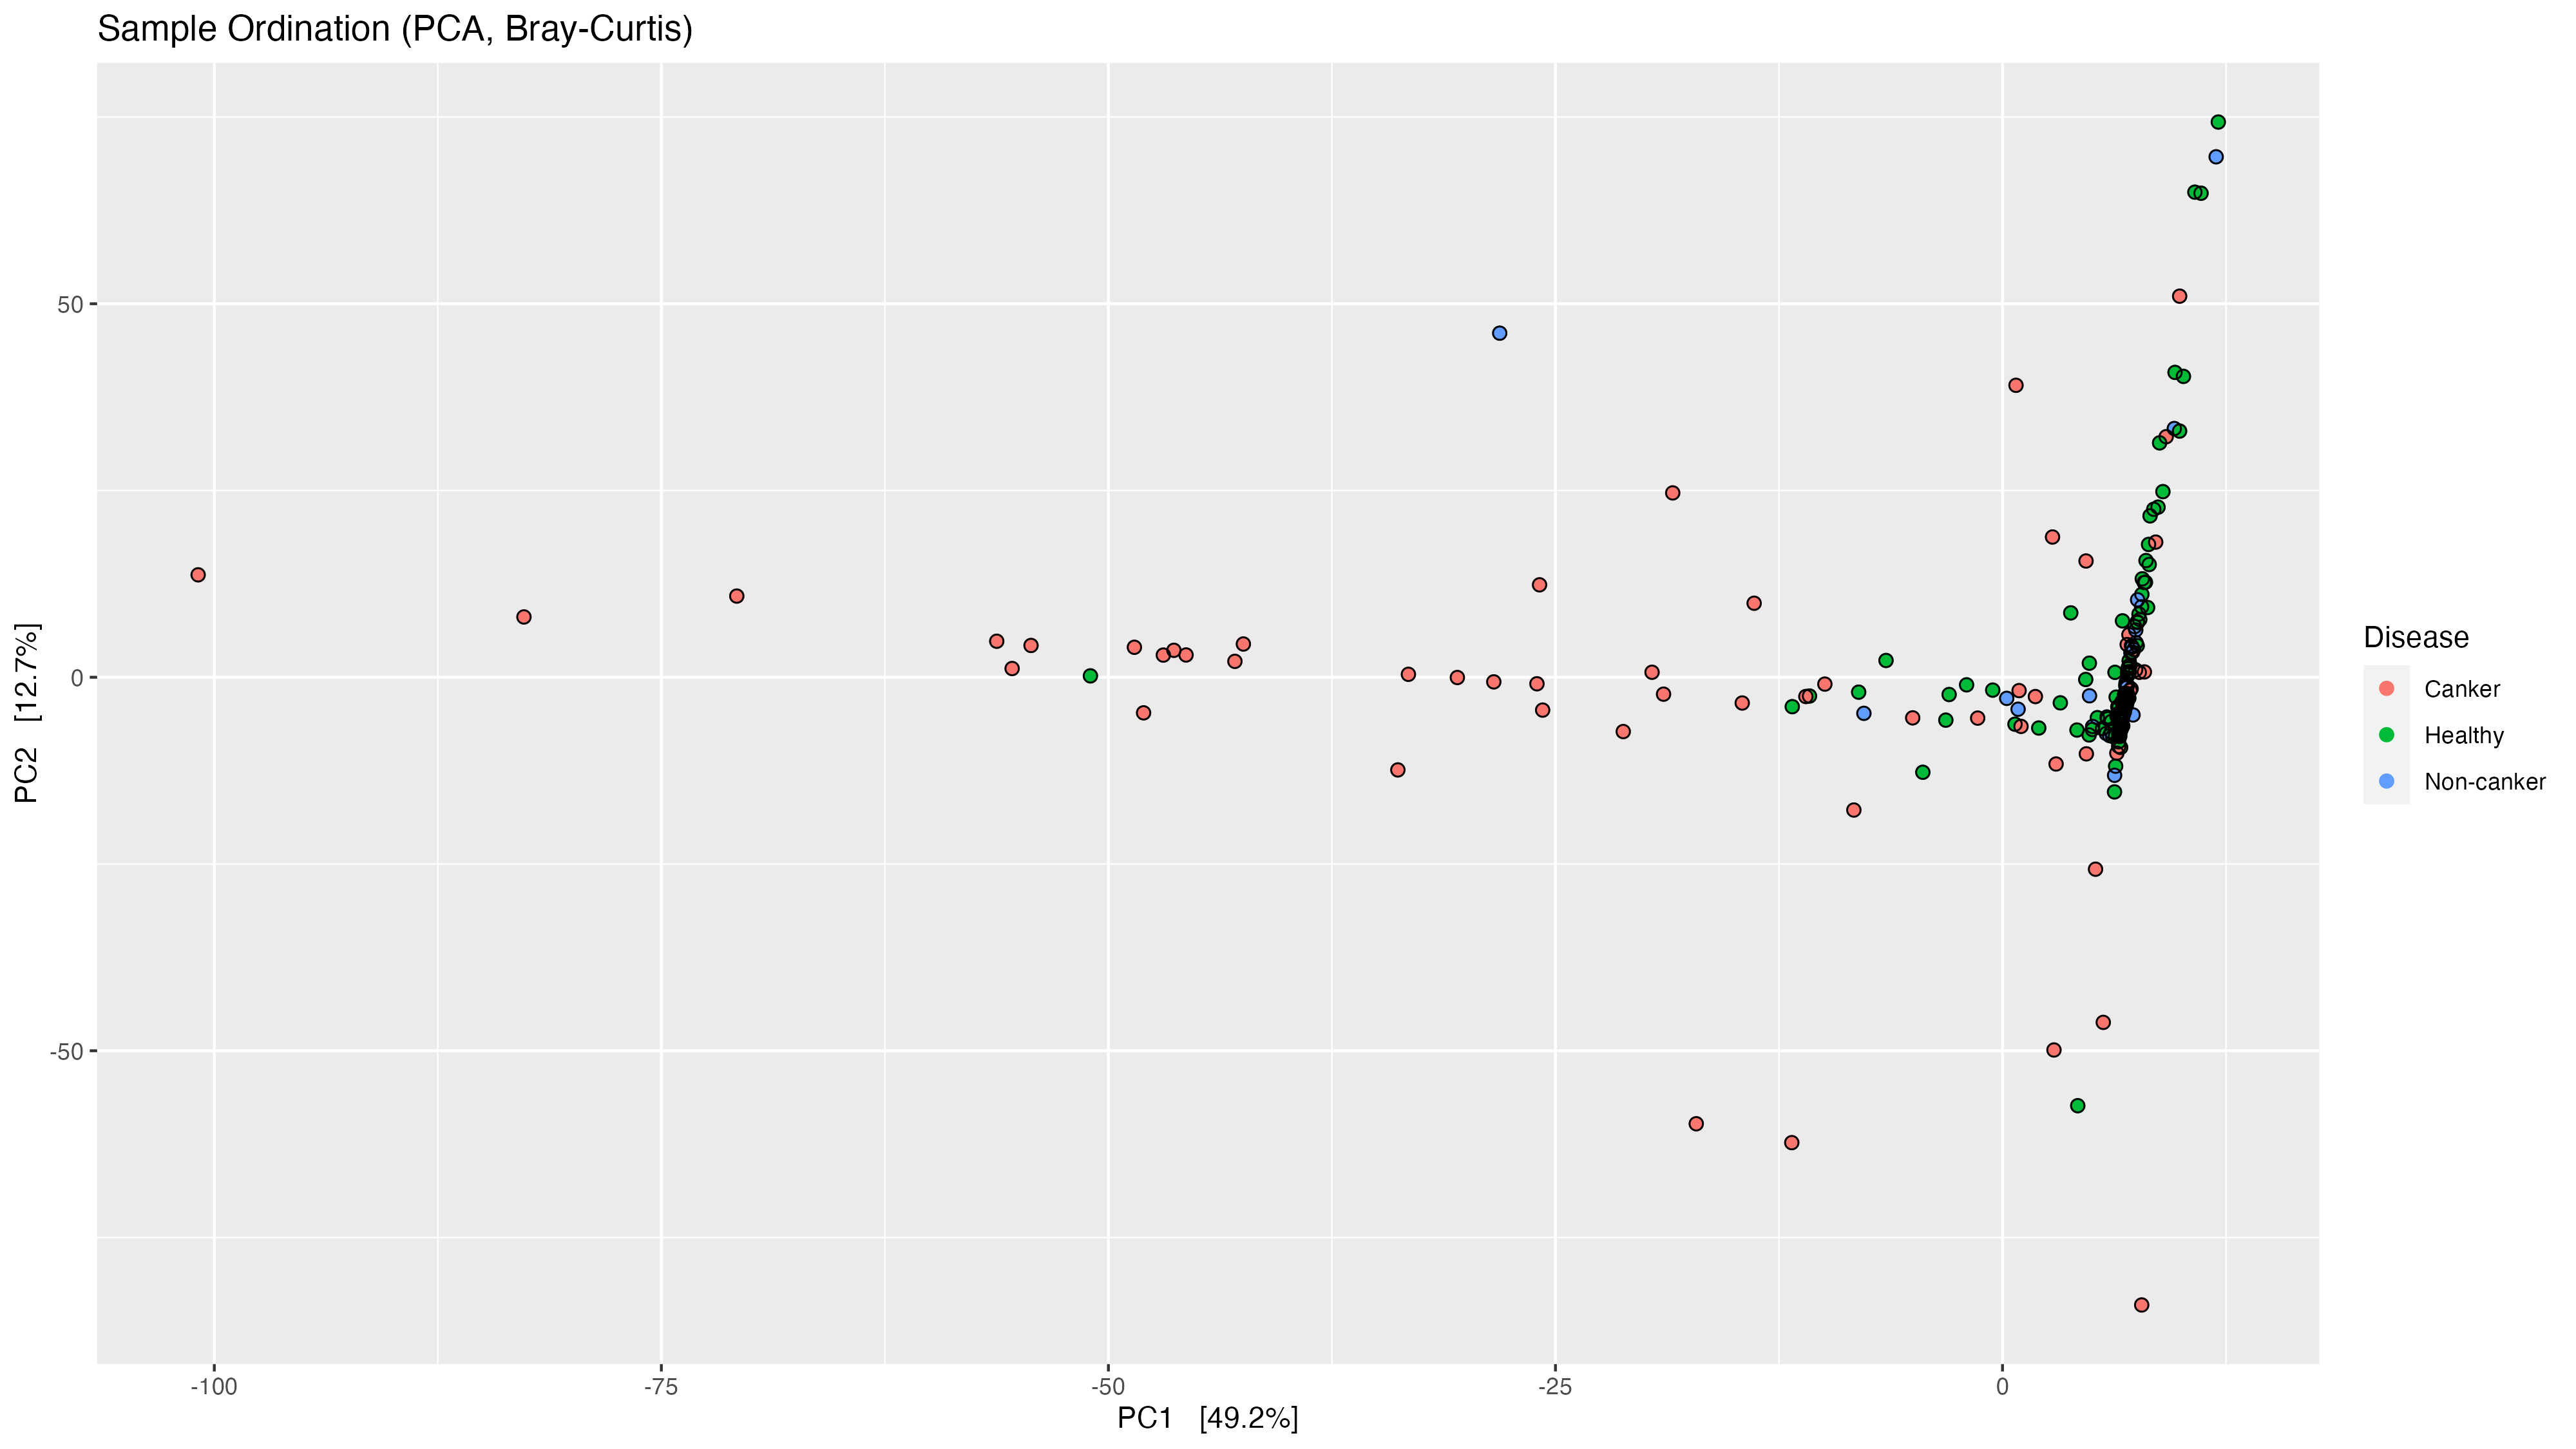 Sample Ordination (PCA, Bray-Curtis)
50
0
-50
PC2 [12.7%]
-100
-75
-50
-25
0
PC1 [49.2%]
Disease
Canker
Healthy
Non-canker